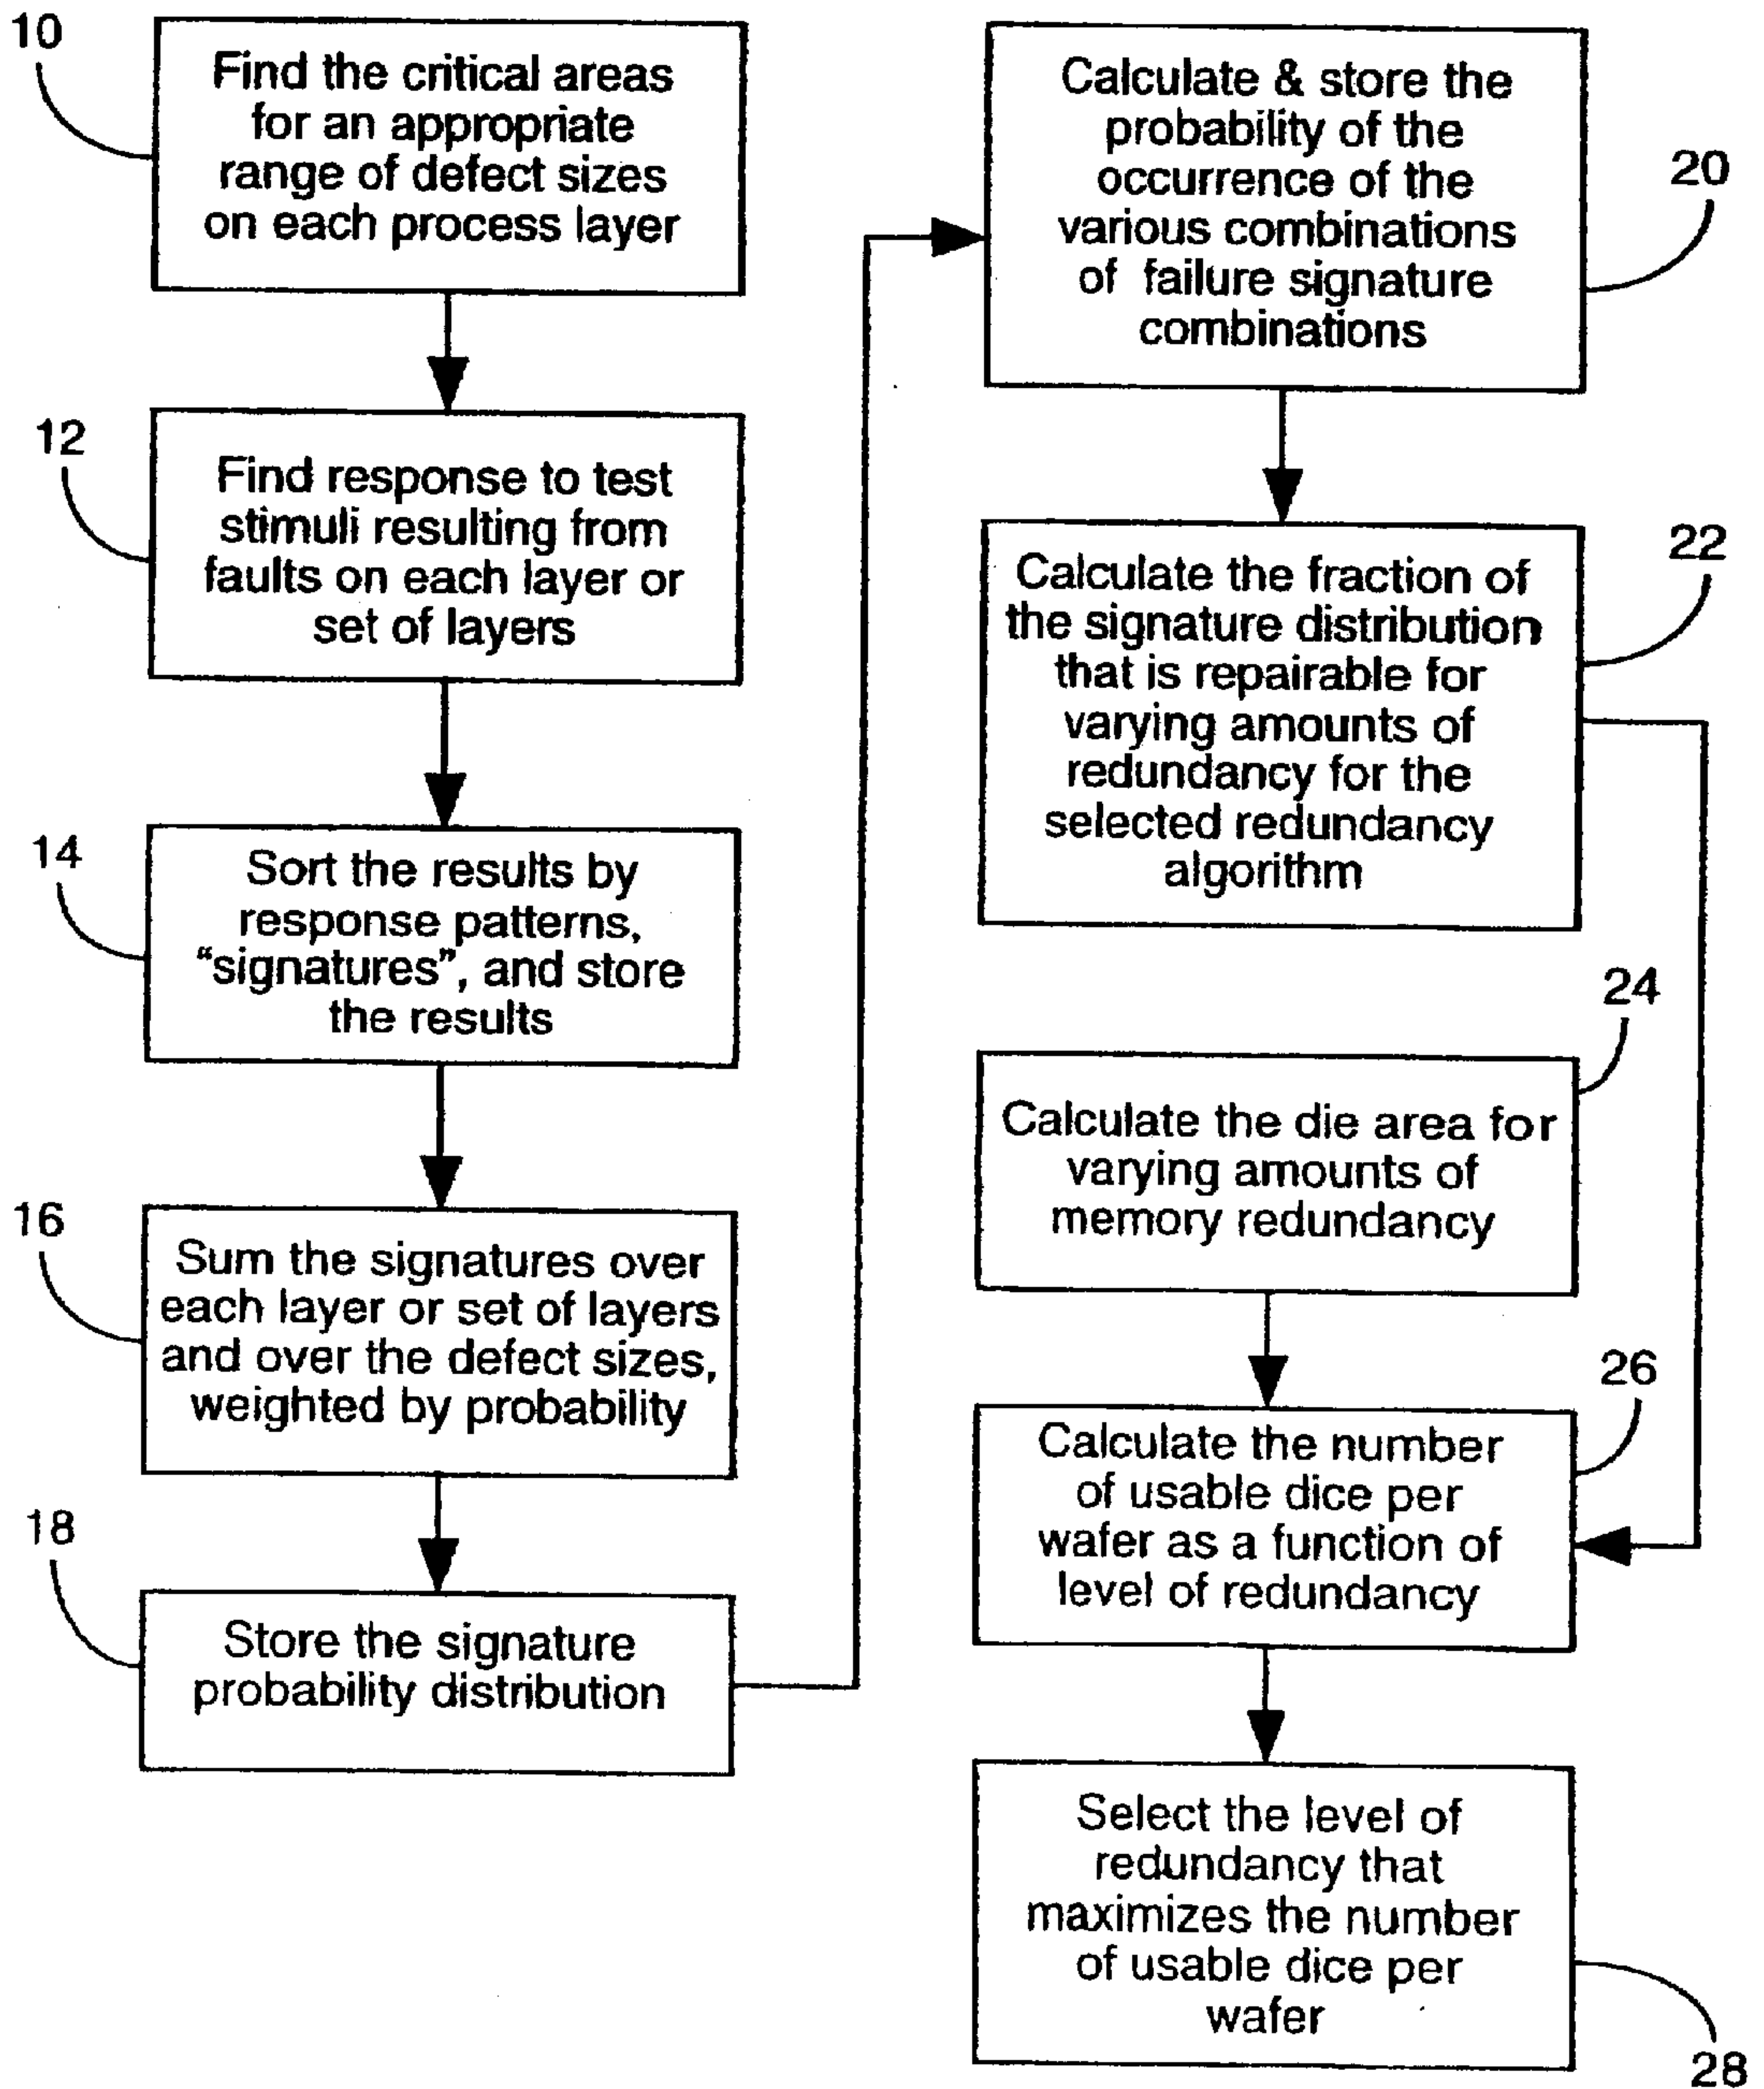 10
Find the critical areas
for an appropriate
range of defect sizes
on each process layer
12
Find response to test
stimuli resulting from
faults on each layer or
set of layers
14
Sort the results by
response patterns,
“signatures”, and store
the results
16
Sum the signatures over
each layer or set of layers
and over the defect sizes,
weighted by probability
18
Store the signature
probability distribution
Calculate & store the
probability of the
occurrence of the
various combinations
of failure signature
combinations
20
Calculate the fraction of
the signature distribution
that is repairable for
varying amounts of
redundancy for the
selected redundancy
algorithm
22
24
Calculate the die area for
varying amounts of
memory redundancy
26
Calculate the number
of usable dice per
wafer as a function of
level of redundancy
Select the level of
redundancy that
maximizes the number
of usable dice per
wafer
28